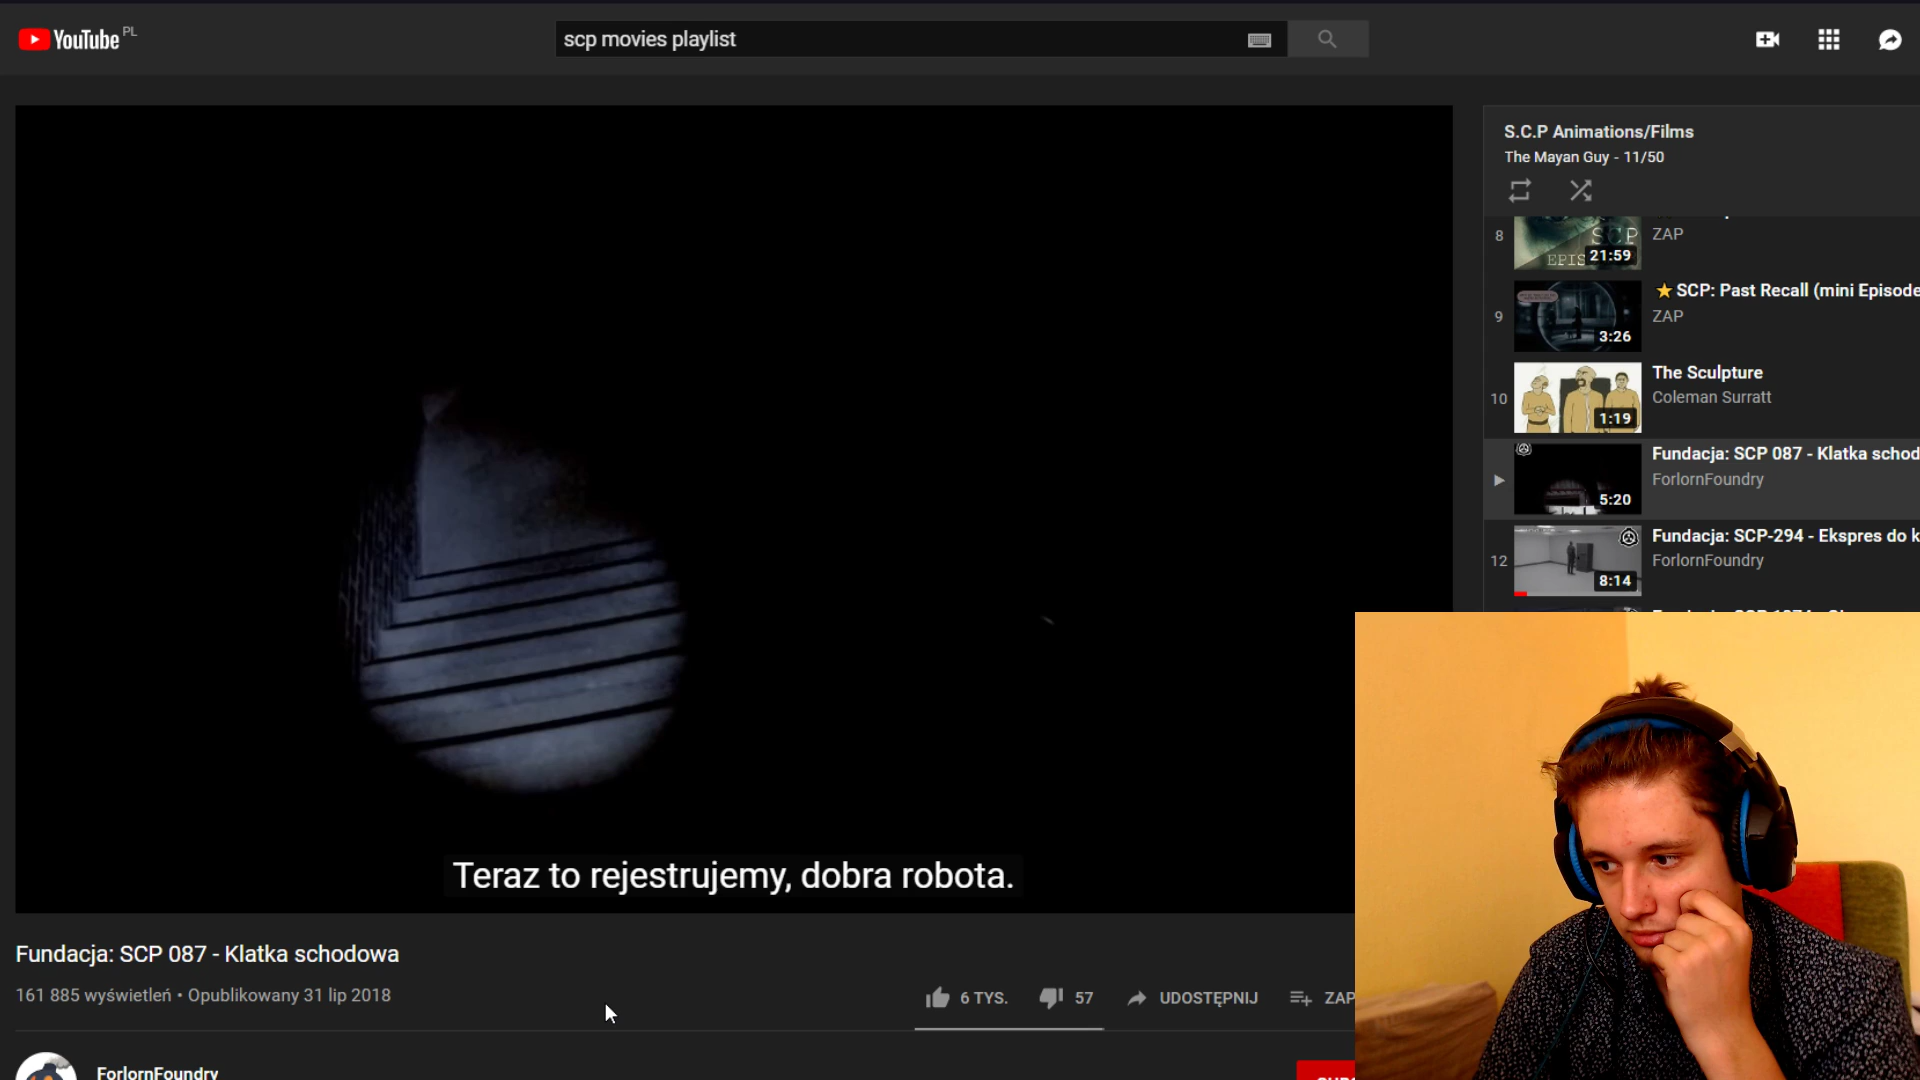 YouTube PL
scp movies playlist
S.C.P Animations/Films
The Mayan Guy - 11/50
8
SCP
EPIS
21:59
ZAP
9
3:26
★SCP: Past Recall (mini Episode
ZAP
10
1:19
The Sculpture
Coleman Surratt
5:20
Fundacja: SCP 087 - Klatka schod
ForlornFoundry
12
8:14
Fundacja: SCP-294 - Ekspres do k
ForlornFoundry
Teraz to rejestrujemy, dobra robota.
Fundacja: SCP 087 - Klatka schodowa
161 885 wyświetleń • Opublikowany 31 lip 2018
6 TYS.
57
UDOSTĘPNIJ
ZAP
ForlornFoundry